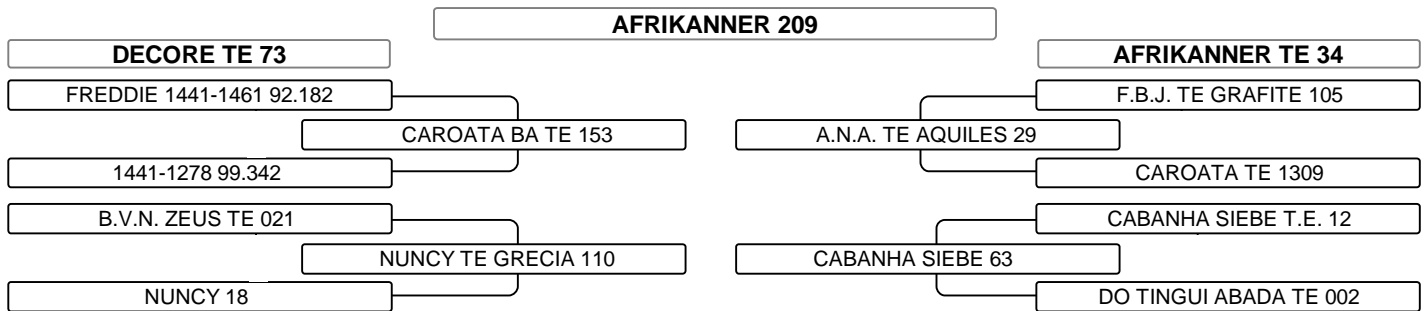 AFRIKANNER 209
DECORE TE 73
AFRIKANNER TE 34
FREDDIE 1441-1461 92.182
F.B.J. TE GRAFITE 105
CAROATA BA TE 153
A.N.A. TE AQUILES 29
1441-1278 99.342
CAROATA TE 1309
B.V.N. ZEUS TE 021
CABANHA SIEBE T.E. 12
NUNCY TE GRECIA 110
CABANHA SIEBE 63
NUNCY 18
DO TINGUI ABADA TE 002